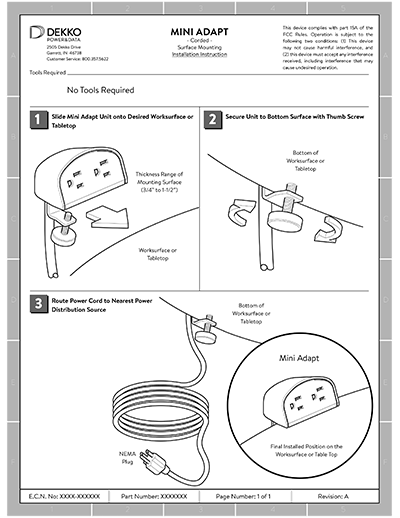 DEKKO
POWER&DATA
2505 Dekko Drive
Garrett, IN 46738
Customer Service: 800.357.5622
MINI ADAPT
- Corded -
Surface Mounting
Installation Instruction
This device complies with part 15A of the
FCC Rules. Operation is subject to the
following two conditions: (1) This device
may not cause harmful interference, and
(2) this device must accept any interference
received, including interference that may
cause undesired operation.
Tools Required
No Tools Required
1 Slide Mini Adapt Unit onto Desired Worksurface or
Tabletop
Thickness Range of
Mounting Surface
(3/4" to 1-1/2")
Worksurface or
Tabletop
2 Secure Unit to Bottom Surface with Thumb Screw
Bottom of
Worksurface or
Tabletop
3 Route Power Cord to Nearest Power
Distribution Source
Bottom of
Worksurface or
Tabletop
NEMA
Plug
Mini Adapt
Final Installed Position on the
Worksurface or Table Top
E.C.N. No: XXXX-XXXXXX
Part Number: XXXXXXX
Page Number: 1 of 1
Revision: A